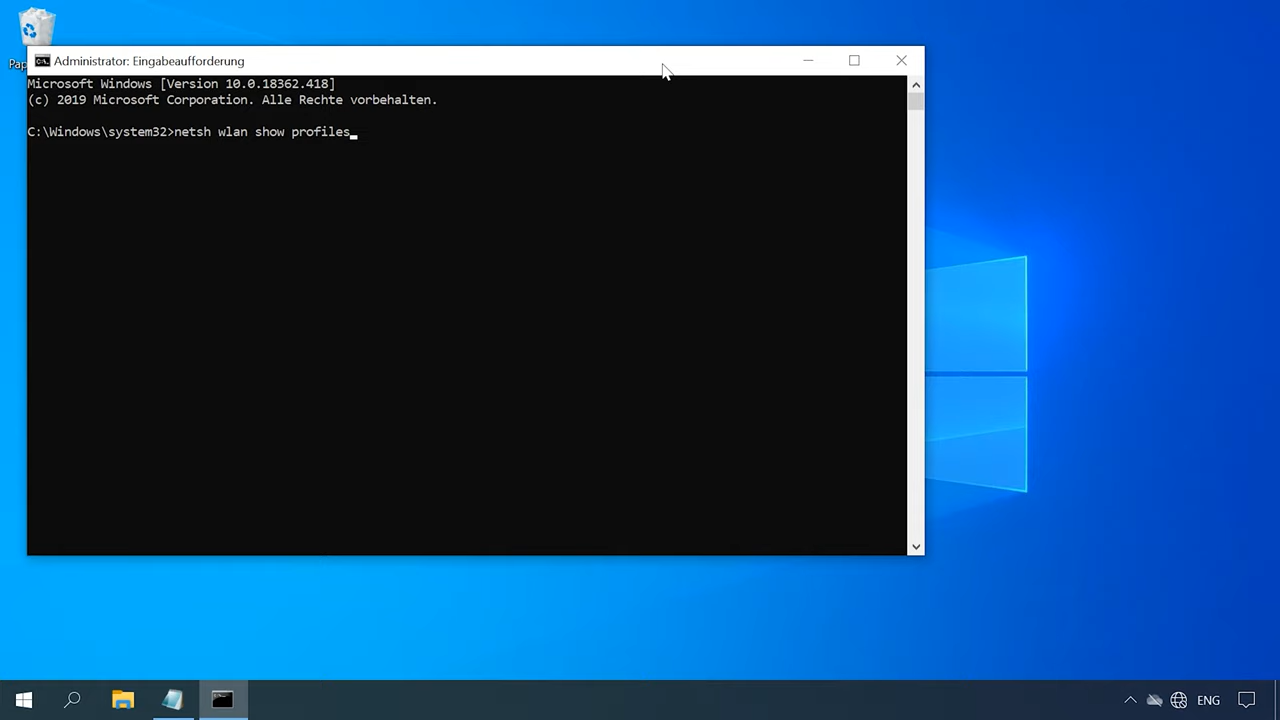 Pap
Administrator: Eingabeaufforderung
Microsoft Windows [Version 10.0.18362.418]
(c) 2019 Microsoft Corporation. Alle Rechte vorbehalten.
C:\Windows\system32>netsh wlan show profiles
ENG